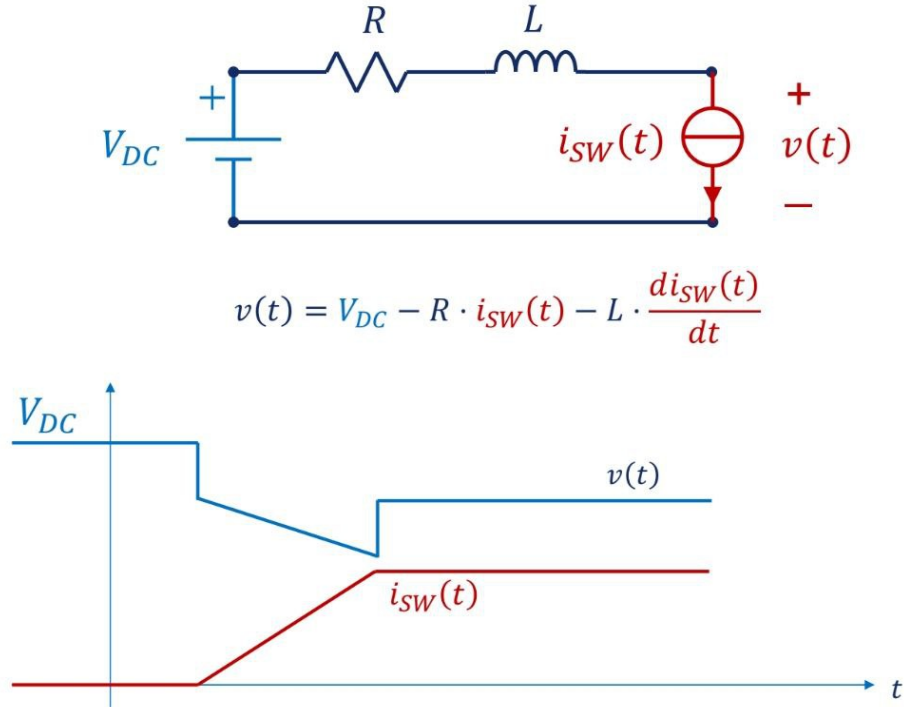 R
L
+
V_DC
i_SW(t)
+
v(t)
−
v(t) = V_DC − R · i_SW(t) − L · di_SW(t)/dt
V_DC
v(t)
i_SW(t)
t